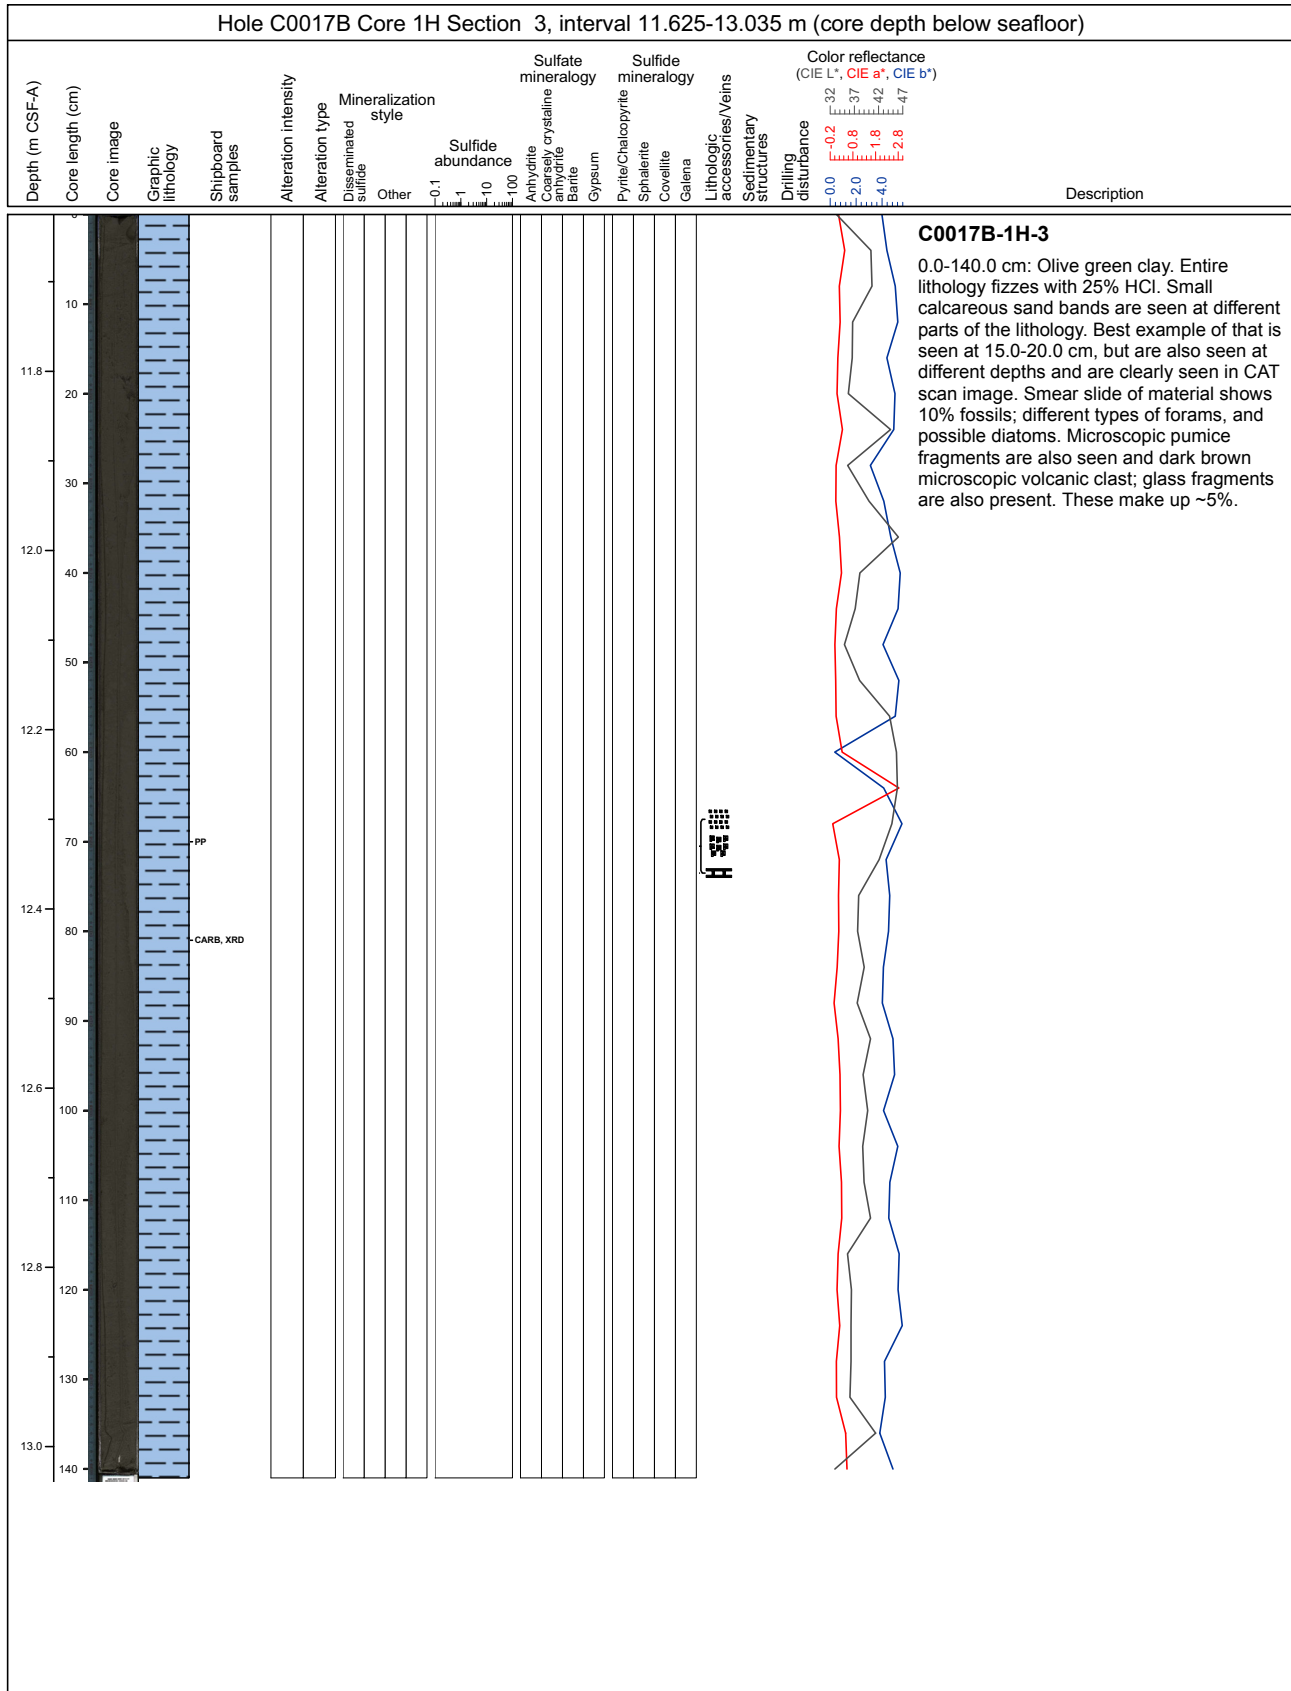 Hole C0017B Core 1H Section 3, interval 11.625-13.035 m (core depth below seafloor)
Depth (m CSF-A)
Core length (cm)
Core image
Graphic
lithology
Shipboard
samples
Alteration intensity
Alteration type
Mineralization
style
Disseminated
sulfide
Other
Sulfide
abundance
0.1
1
10
100
Sulfate
mineralogy
Anhydrite
Coarsely crystaline
anhydrite
Barite
Gypsum
Sulfide
mineralogy
Pyrite/Chalcopyrite
Sphalerite
Covellite
Galena
Lithologic
accessories/Veins
Sedimentary
structures
Drilling
disturbance
Color reflectance
(CIE L*, CIE a*, CIE b*)
32
37
42
47
-0.2
0.8
1.8
2.8
0.0
2.0
4.0
Description
11.8
12.0
12.2
12.4
12.6
12.8
13.0
10
20
30
40
50
60
70
80
90
100
110
120
130
140
PP
CARB, XRD
C0017B-1H-3
0.0-140.0 cm: Olive green clay. Entire
lithology fizzes with 25% HCl. Small
calcareous sand bands are seen at different
parts of the lithology. Best example of that is
seen at 15.0-20.0 cm, but are also seen at
different depths and are clearly seen in CAT
scan image. Smear slide of material shows
10% fossils; different types of forams, and
possible diatoms. Microscopic pumice
fragments are also seen and dark brown
microscopic volcanic clast; glass fragments
are also present. These make up ~5%.